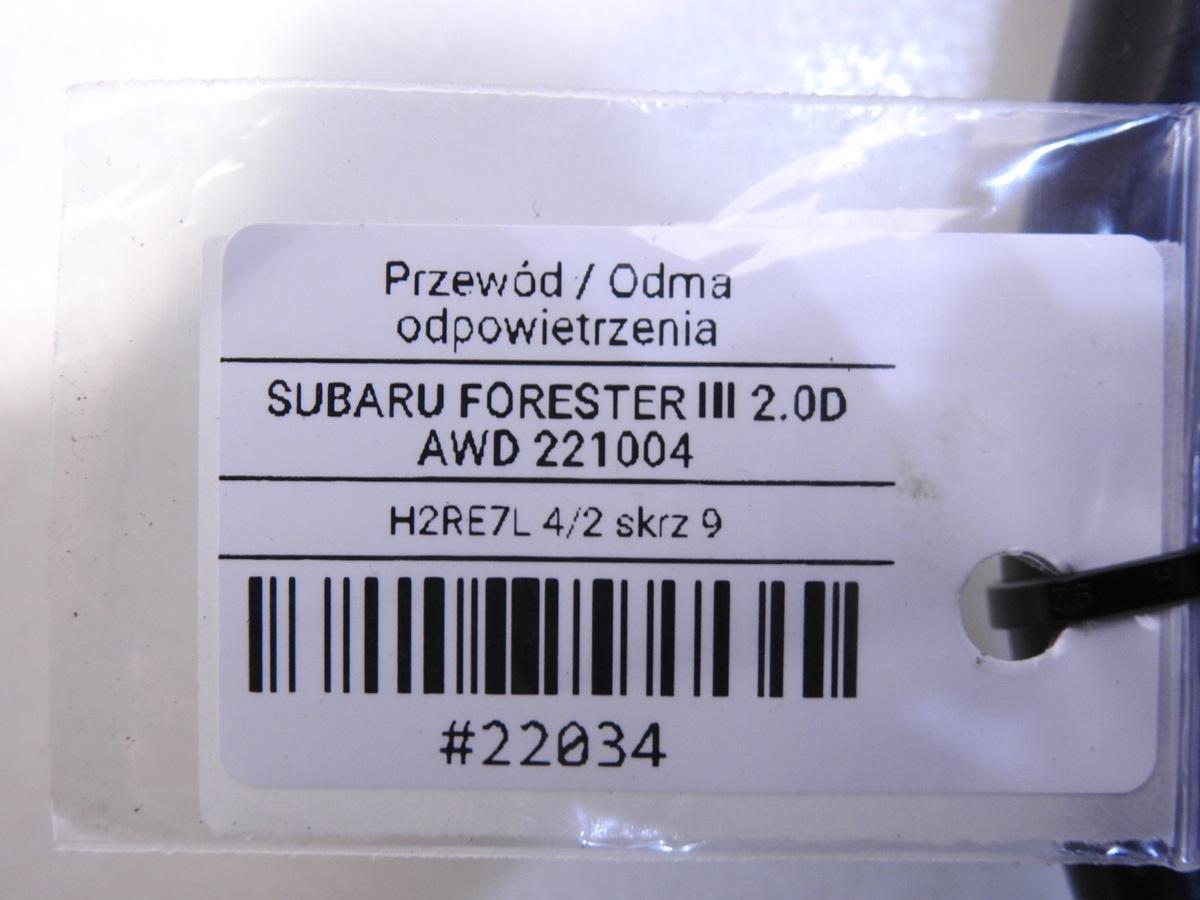 Przewód / Odma
odpowietrzenia
SUBARU FORESTER III 2.0D
AWD 221004
H2RE7L 4/2 skrz 9
#22034